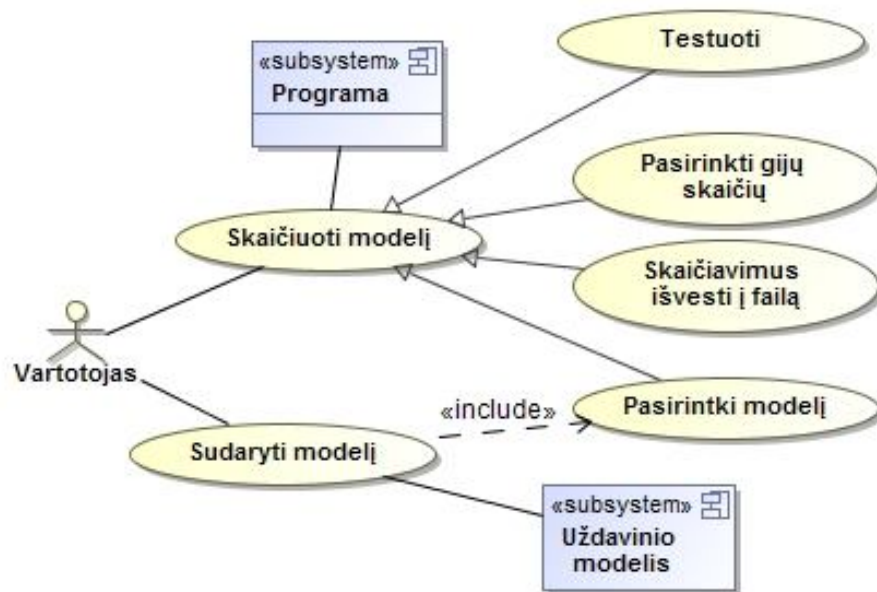 Testuoti
«subsystem»
Programa
Pasirinkti gijų
skaičių
Skaičiuoti modelį
Skaičiavimus
išvesti į failą
Vartotojas
«include»
Pasirintki modelį
Sudaryti modelį
«subsystem»
Uždavinio
modelis